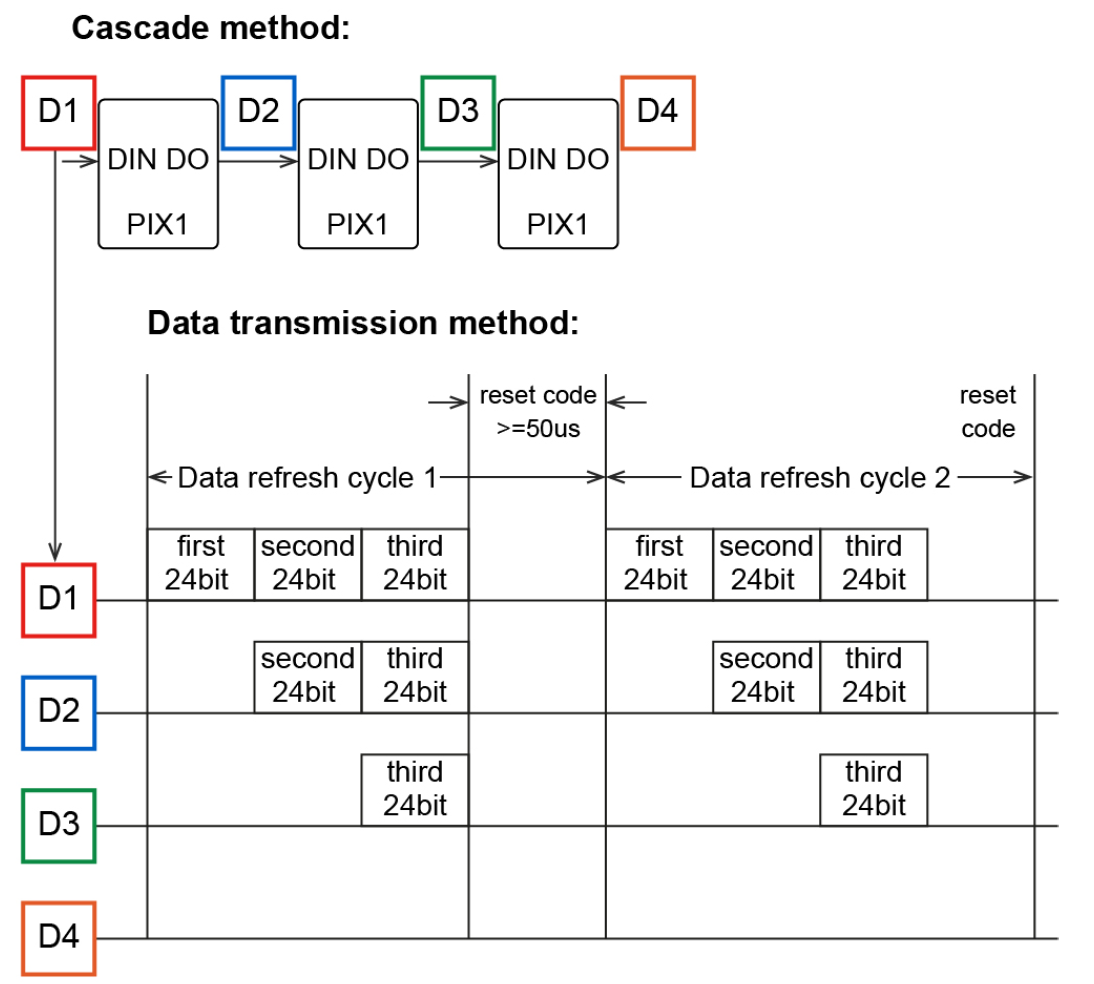 Cascade method:
D1
D2
D3
D4
DIN DO
DIN DO
DIN DO
PIX1
PIX1
PIX1
Data transmission method:
reset code
>=50us
reset
code
Data refresh cycle 1
Data refresh cycle 2
D1
first
24bit
second
24bit
third
24bit
first
24bit
second
24bit
third
24bit
D2
second
24bit
third
24bit
second
24bit
third
24bit
D3
third
24bit
third
24bit
D4